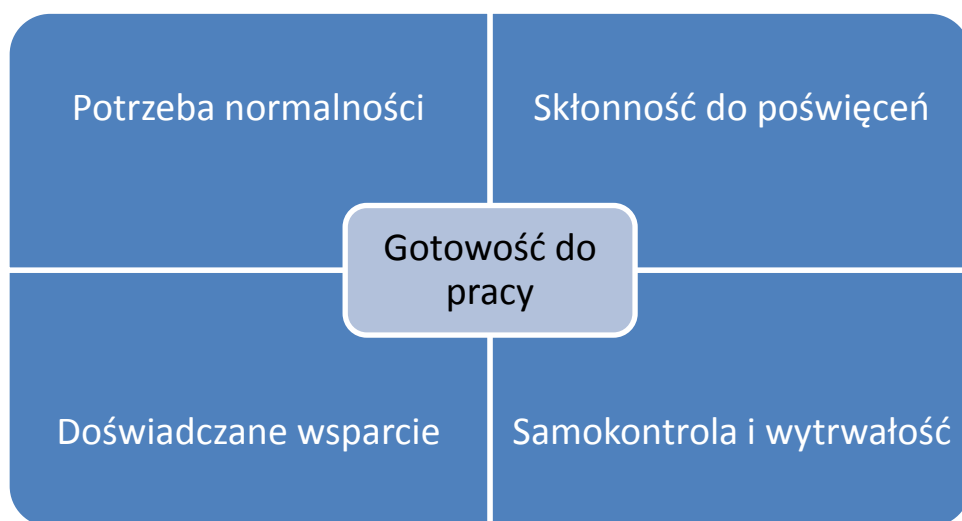 Potrzeba normalności
Skłonność do poświęceń
Gotowość do
pracy
Doświadczane wsparcie
Samokontrola i wytrwałość